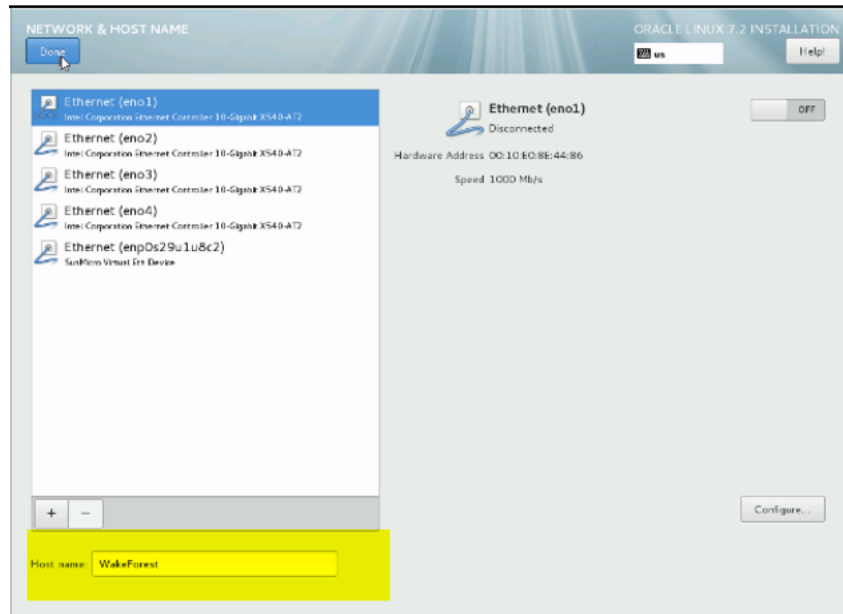 NETWORK & HOST NAME
ORACLE LINUX 7.2 INSTALLATION
Done
us
Help!
Ethernet (eno1)
Intel Corporation Ethernet Controller 10-Gigabit X540-AT2
Ethernet (eno2)
Intel Corporation Ethernet Controller 10-Gigabit X540-AT2
Ethernet (eno3)
Intel Corporation Ethernet Controller 10-Gigabit X540-AT2
Ethernet (eno4)
Intel Corporation Ethernet Controller 10-Gigabit X540-AT2
Ethernet (enp0s29u1u8c2)
SunMicro Virtual Eth Device
Ethernet (eno1)
Disconnected
OFF
Hardware Address 00:10:E0:8E:44:86
Speed 1000 Mb/s
+ −
Configure...
Host name: WakeForest